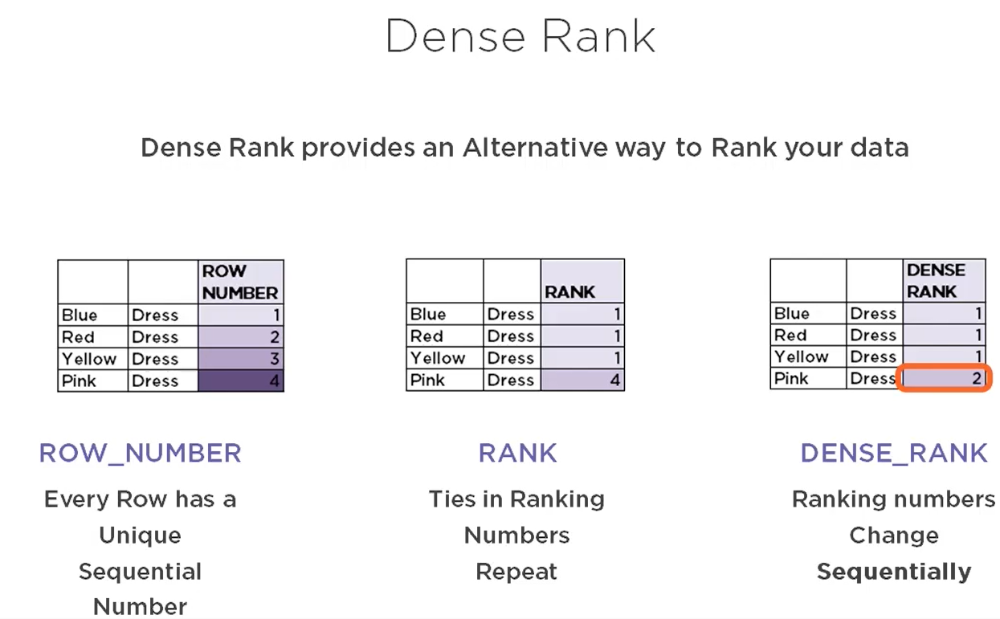 Dense Rank
Dense Rank provides an Alternative way to Rank your data
ROW
NUMBER
Blue Dress 1
Red Dress 2
Yellow Dress 3
Pink Dress 4
RANK
Blue Dress 1
Red Dress 1
Yellow Dress 1
Pink Dress 4
DENSE
RANK
Blue Dress 1
Red Dress 1
Yellow Dress 1
Pink Dress 2
ROW_NUMBER
Every Row has a
Unique
Sequential
Number
RANK
Ties in Ranking
Numbers
Repeat
DENSE_RANK
Ranking numbers
Change
Sequentially